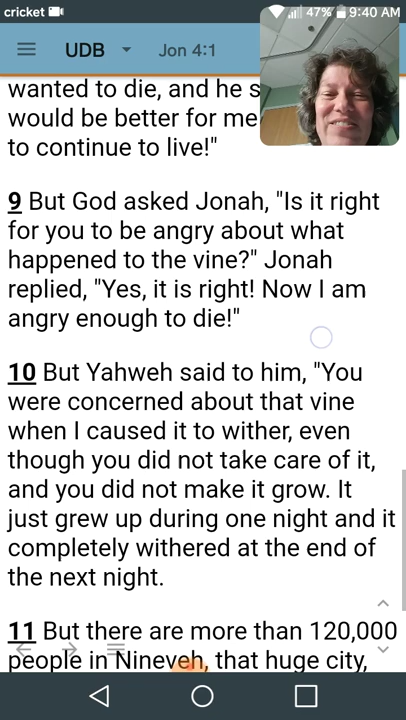 cricket 47% 9:40 AM
UDB Jon 4:1
wanted to die, and he s
would be better for me
to continue to live!"
9 But God asked Jonah, "Is it right
for you to be angry about what
happened to the vine?" Jonah
replied, "Yes, it is right! Now I am
angry enough to die!"
10 But Yahweh said to him, "You
were concerned about that vine
when I caused it to wither, even
though you did not take care of it,
and you did not make it grow. It
just grew up during one night and it
completely withered at the end of
the next night.
11 But there are more than 120,000
people in Nineveh, that huge city,